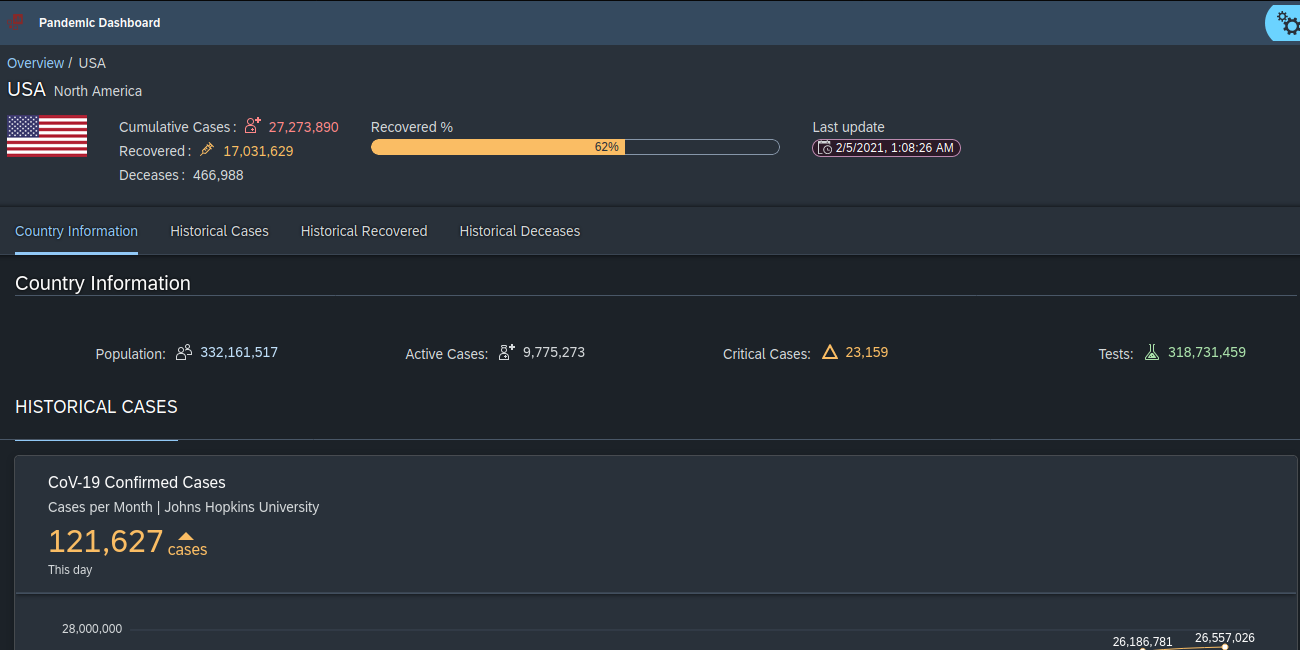 Pandemic Dashboard
Overview / USA
USA North America
Cumulative Cases : 27,273,890
Recovered : 17,031,629
Deceases : 466,988
Recovered %
62%
Last update
2/5/2021, 1:08:26 AM
Country Information Historical Cases Historical Recovered Historical Deceases
Country Information
Population: 332,161,517 Active Cases: 9,775,273 Critical Cases: 23,159 Tests: 318,731,459
HISTORICAL CASES
CoV-19 Confirmed Cases
Cases per Month | Johns Hopkins University
121,627 cases
This day
28,000,000
26,186,781 26,557,026